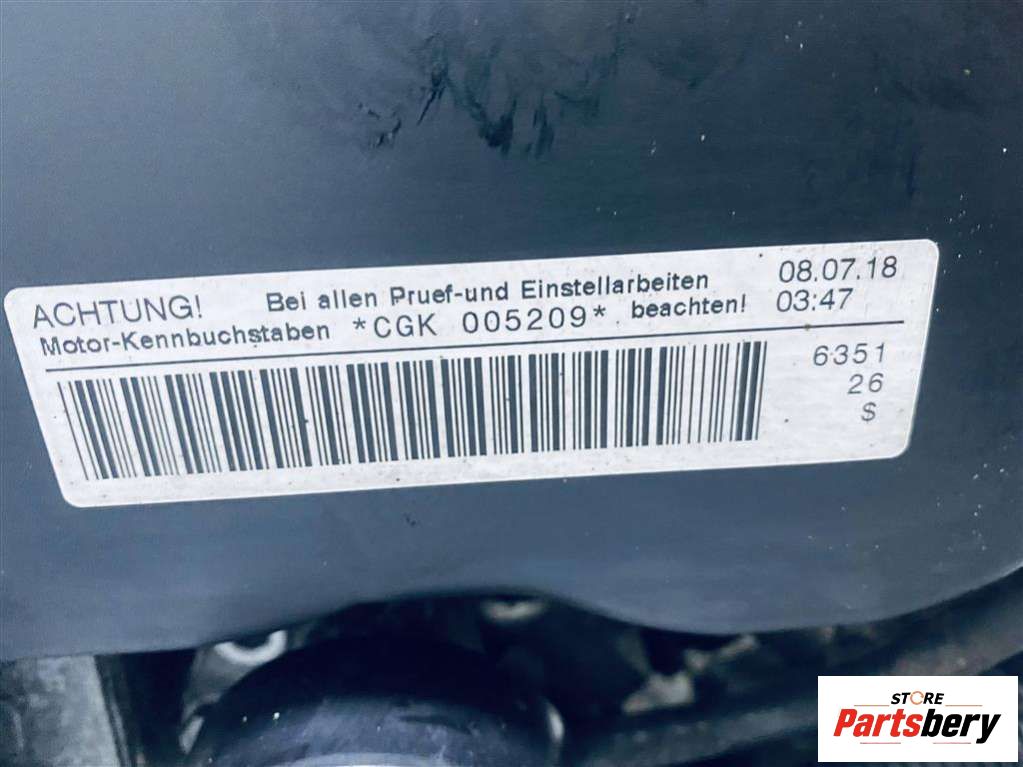 ACHTUNG! Bei allen Pruef-und Einstellarbeiten 08.07.18
Motor-Kennbuchstaben *CGK 005209* beachten! 03:47
6351
26
$
STORE
Partsbery